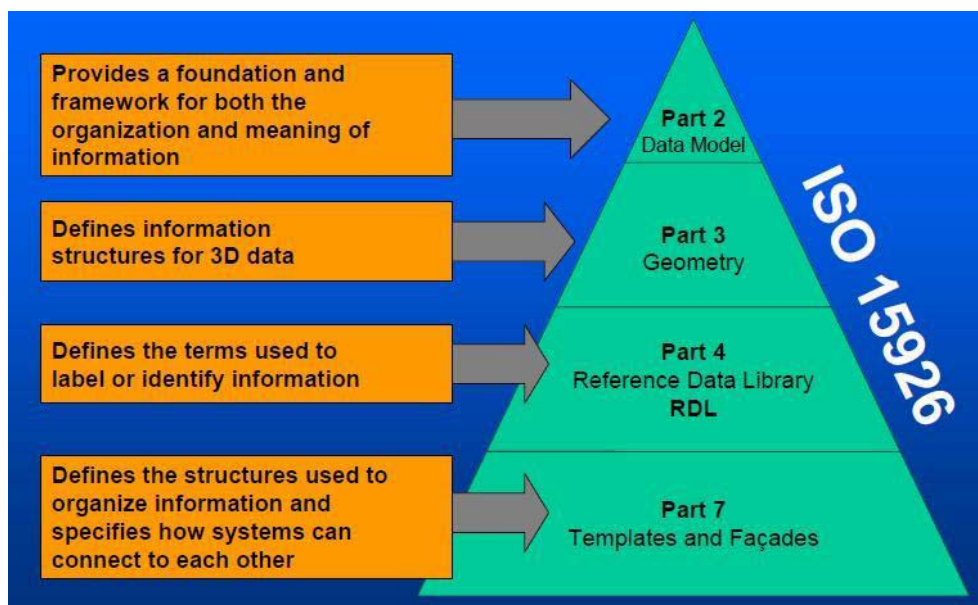 Provides a foundation and
framework for both the
organization and meaning of
information
Part 2
Data Model
Defines information
structures for 3D data
Part 3
Geometry
Defines the terms used to
label or identify information
Part 4
Reference Data Library
RDL
Defines the structures used to
organize information and
specifies how systems can
connect to each other
Part 7
Templates and Façades
ISO 15926